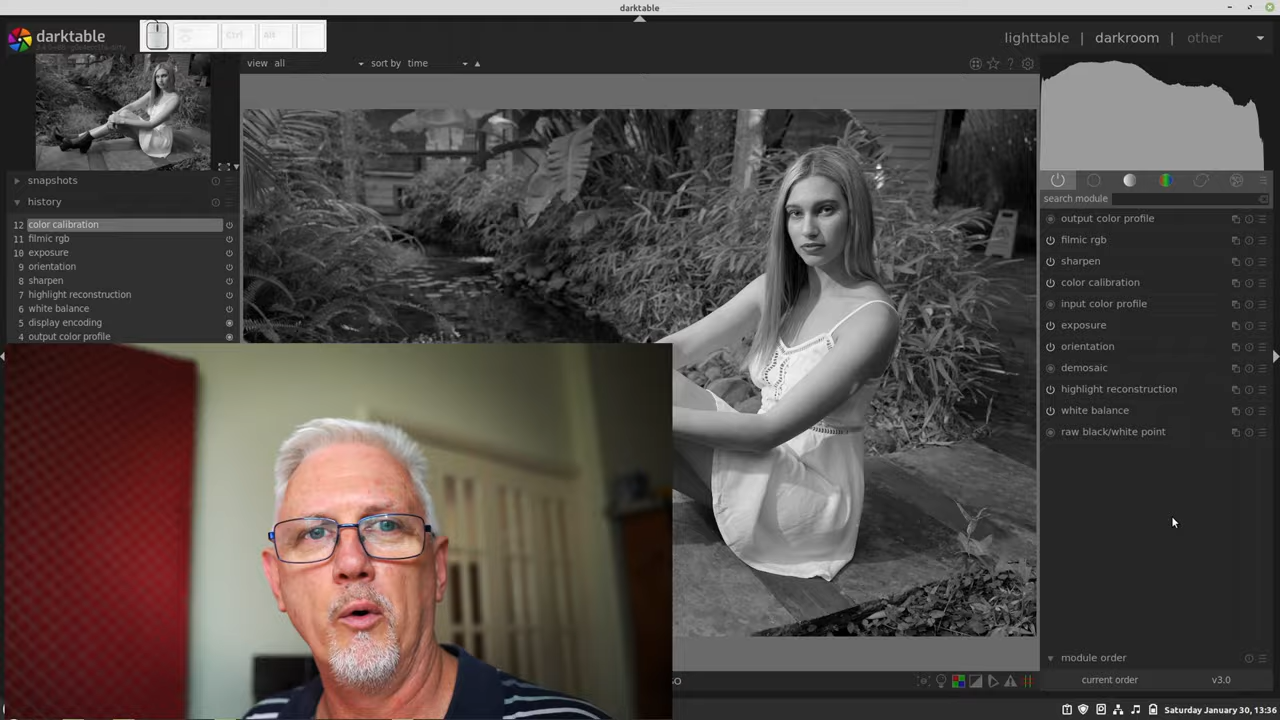 darktable
darktable
Ctrl
Alt
lighttable | darkroom | other
view all
sort by time
snapshots
history
search module
12 color calibration
11 filmic rgb
10 exposure
9 orientation
8 sharpen
7 highlight reconstruction
6 white balance
5 display encoding
4 output color profile
output color profile
filmic rgb
sharpen
color calibration
input color profile
exposure
orientation
demosaic
highlight reconstruction
white balance
raw black/white point
module order
current order v3.0
Saturday January 30, 13:36